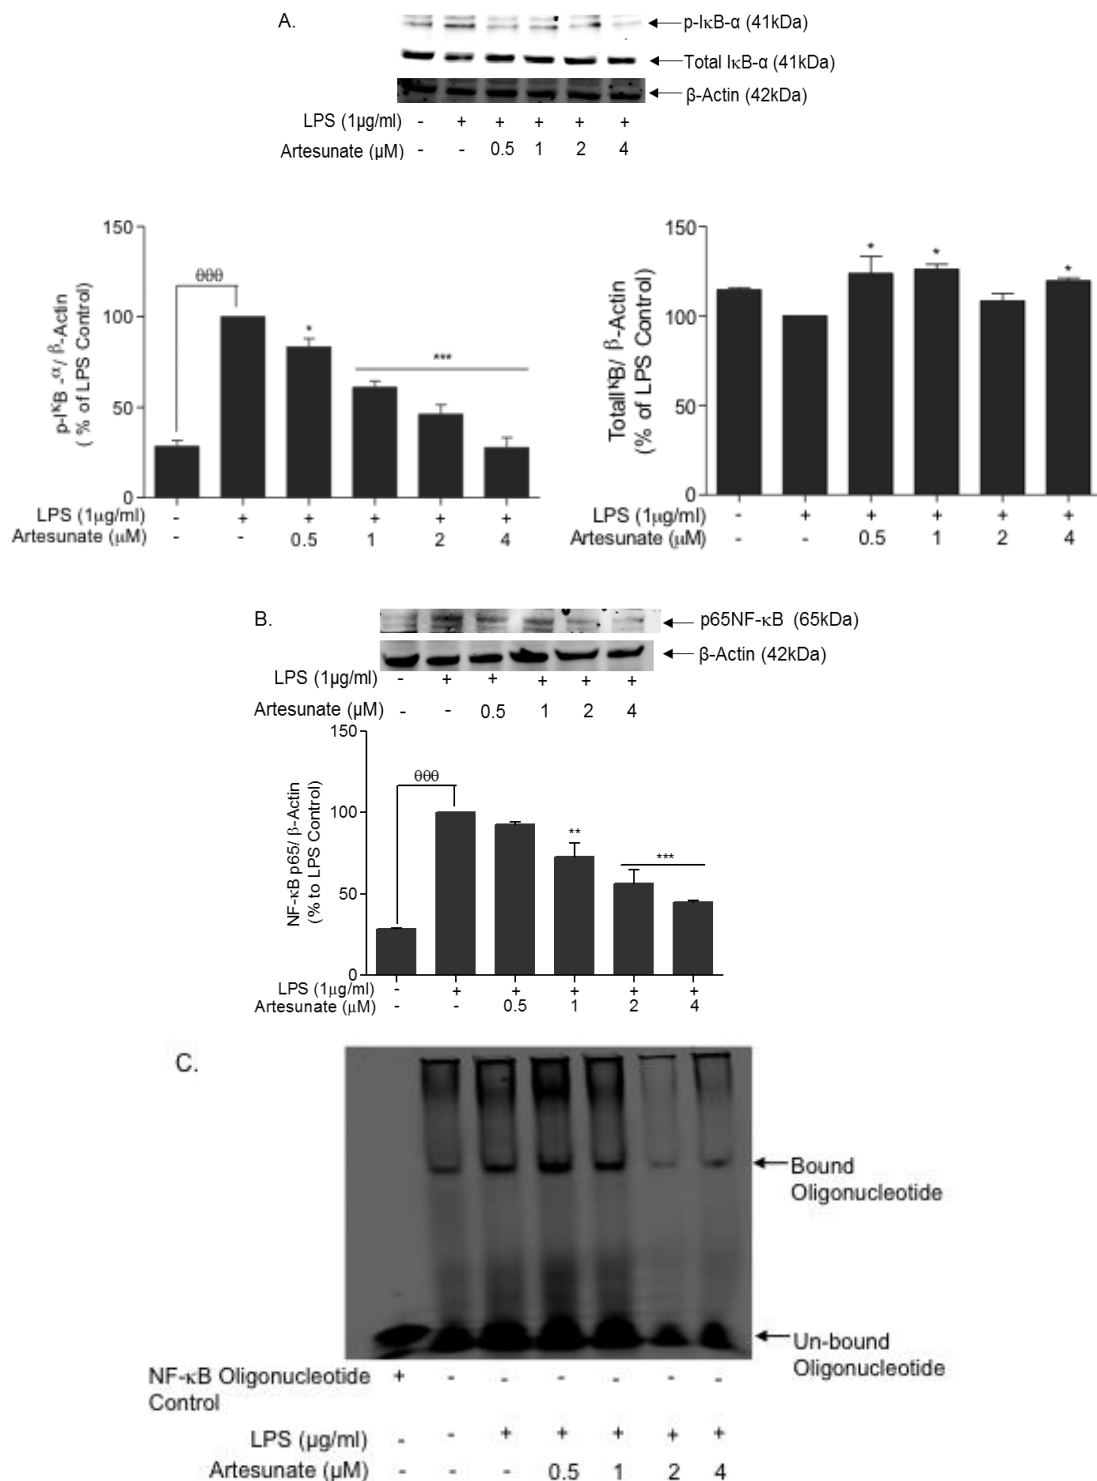 A.
p-IκB-α (41kDa)
Total IκB-α (41kDa)
β-Actin (42kDa)
LPS (1μg/ml) - + + + + +
Artesunate (μM) - - 0.5 1 2 4
150
100
50
0
p-IκB -α/ β-Actin
( % of LPS Control)
θθθ
*
***
LPS (1μg/ml) - + + + + +
Artesunate (μM) - - 0.5 1 2 4
150
100
50
0
TotalIκB/ β-Actin
(% of LPS Control)
* * *
LPS (1μg/ml) - + + + + +
Artesunate (μM) - - 0.5 1 2 4
B.
p65NF-κB (65kDa)
β-Actin (42kDa)
LPS (1μg/ml) - + + + + +
Artesunate (μM) - - 0.5 1 2 4
150
100
50
0
NF-κB p65/ β-Actin
(% to LPS Control)
θθθ
**
***
LPS (1μg/ml) - + + + + +
Artesunate (μM) - - 0.5 1 2 4
C.
Bound
Oligonucleotide
Un-bound
Oligonucleotide
NF-κB Oligonucleotide + - - - - - -
Control
LPS (μg/ml) - - + + + + +
Artesunate (μM) - - - 0.5 1 2 4